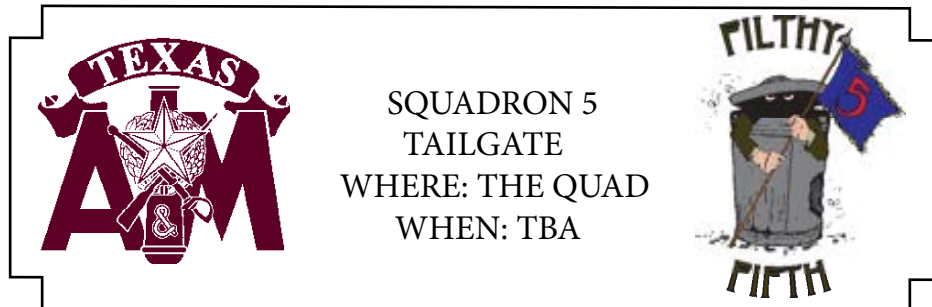 TEXAS
A&M
SQUADRON 5
TAILGATE
WHERE: THE QUAD
WHEN: TBA
FILTHY
5
FIFTH